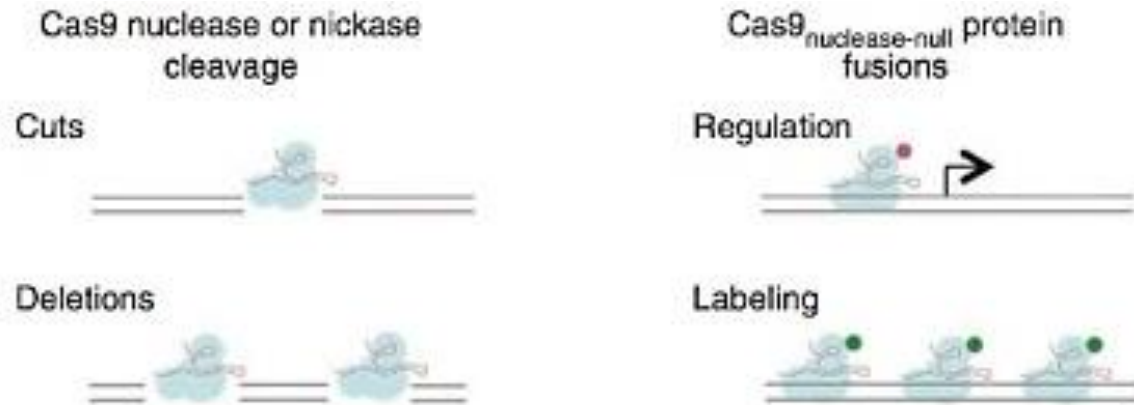 Cas9 nuclease or nickase
cleavage
Cuts
Deletions
Cas9nuclease-null protein
fusions
Regulation
Labeling